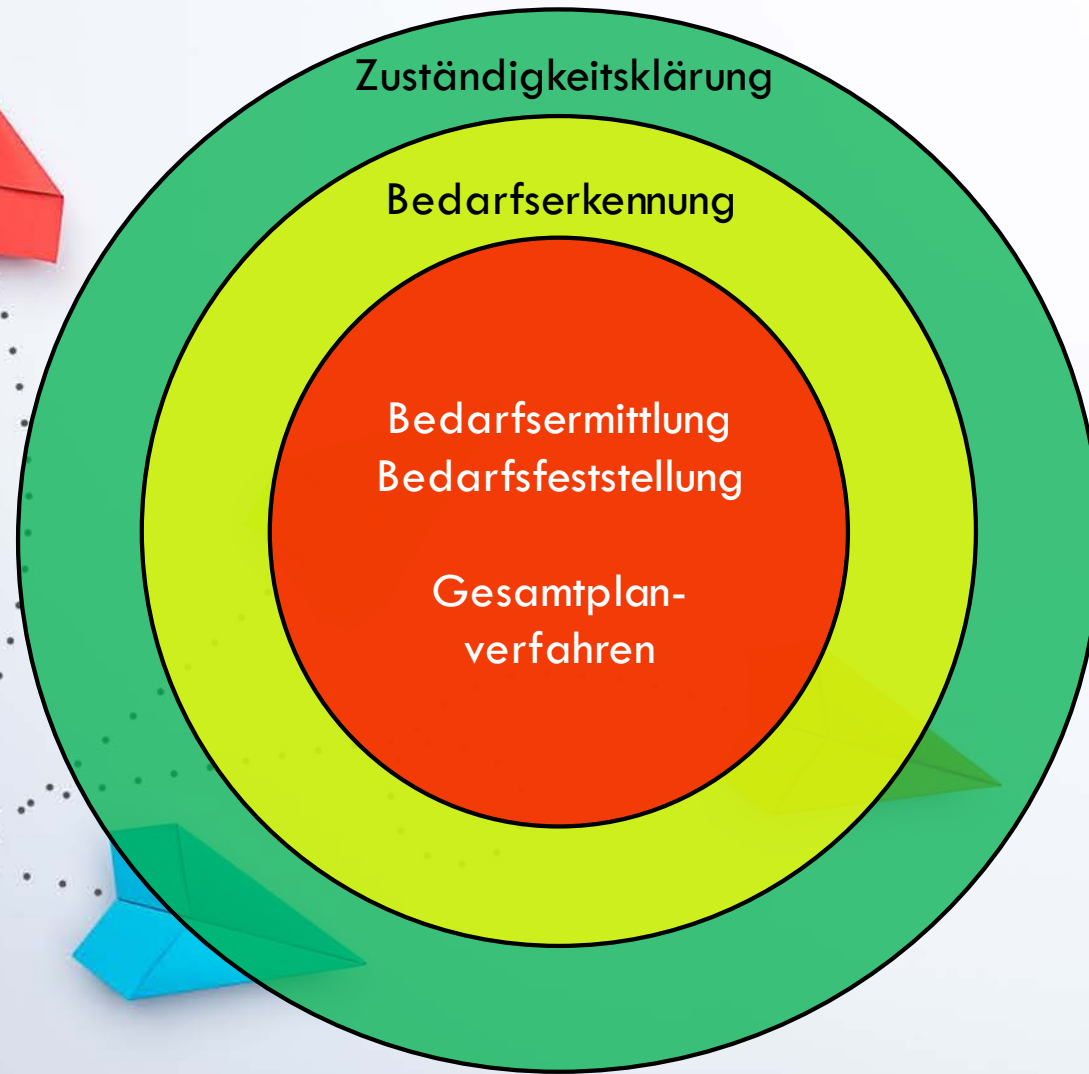 Zuständigkeitsklärung
Bedarfserkennung
Bedarfsermittlung
Bedarfsfeststellung
Gesamtplan-
verfahren